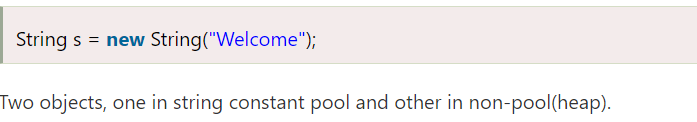 String s = new String("Welcome");
Two objects, one in string constant pool and other in non-pool(heap).